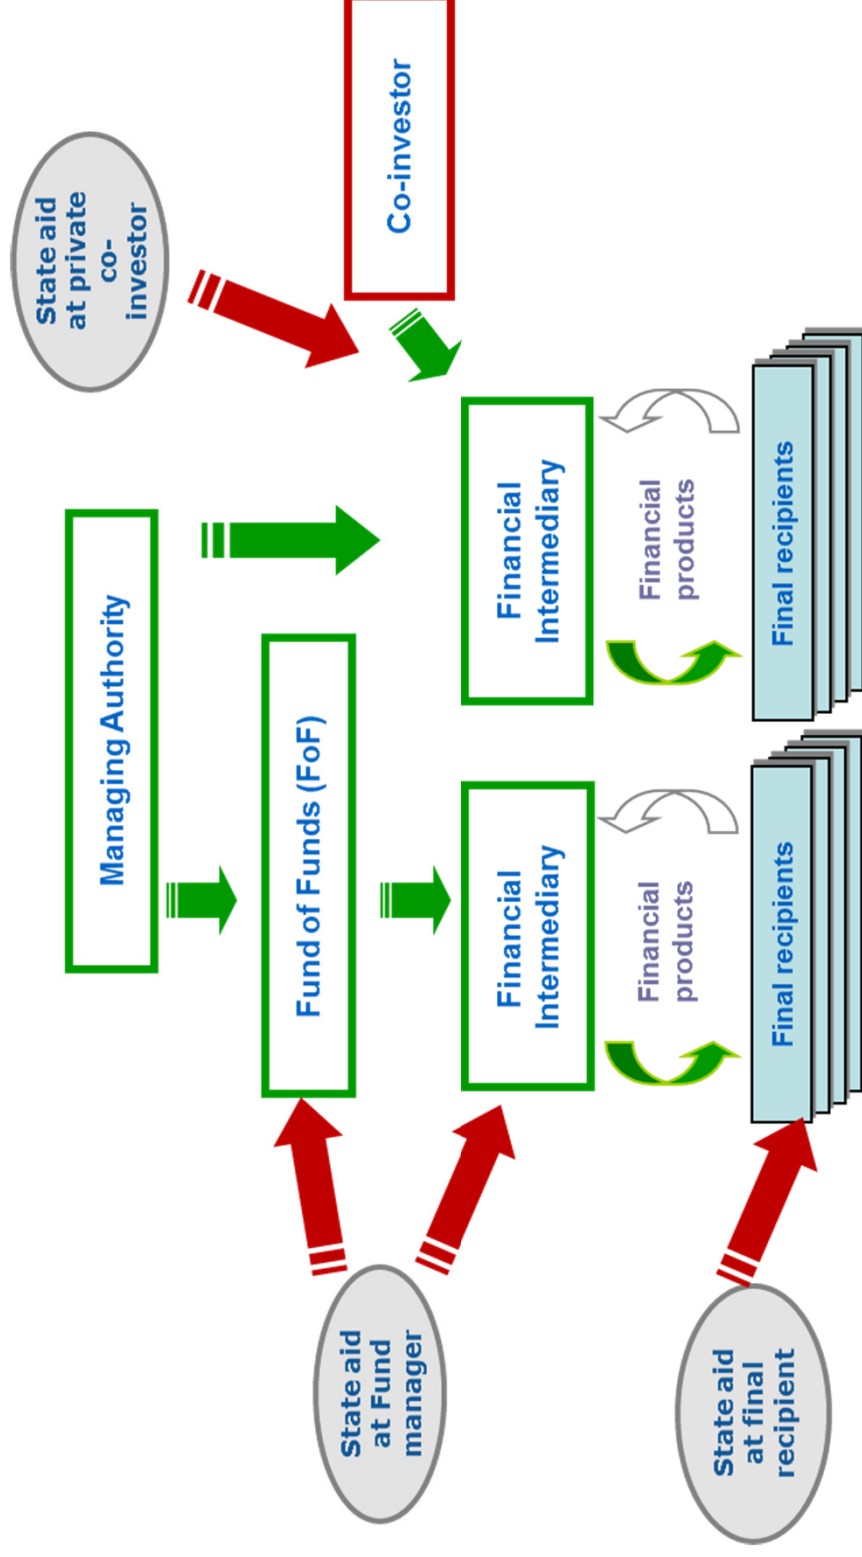 Managing Authority
State aid
at private
co-
investor
Fund of Funds (FoF)
Co-investor
State aid
at Fund
manager
Financial
Intermediary
Financial
Intermediary
Financial
products
Financial
products
State aid
at final
recipient
Final recipients
Final recipients